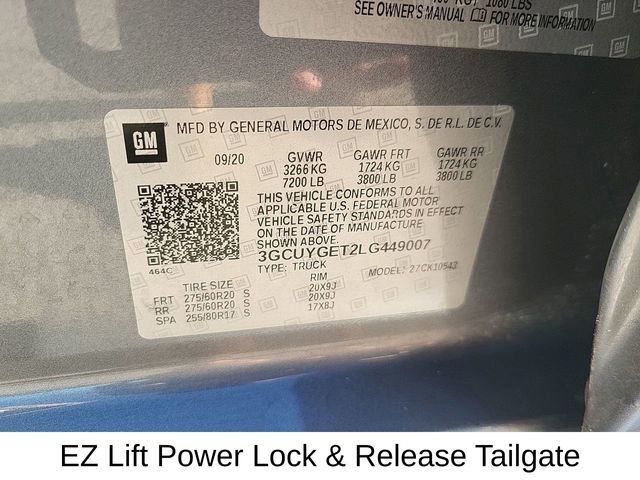 KG / 1080 LBS
SEE OWNER'S MANUAL FOR MORE INFORMATION
GM
MFD BY GENERAL MOTORS DE MEXICO, S. DE R.L. DE C.V.
09/20 GVWR GAWR FRT GAWR RR
3266 KG 1724 KG 1724 KG
7200 LB 3800 LB 3800 LB
THIS VEHICLE CONFORMS TO ALL
APPLICABLE U.S. FEDERAL MOTOR
VEHICLE SAFETY STANDARDS IN EFFECT
ON THE DATE OF MANUFACTURE
SHOWN ABOVE.
3GCUYGET2LG449007
464C TYPE: TRUCK MODEL: 27CK10543
TIRE SIZE RIM
FRT 275/60R20 S 20X9J
RR 275/60R20 S 20X9J
SPA 255/80R17 S 17X8J
EZ Lift Power Lock & Release Tailgate